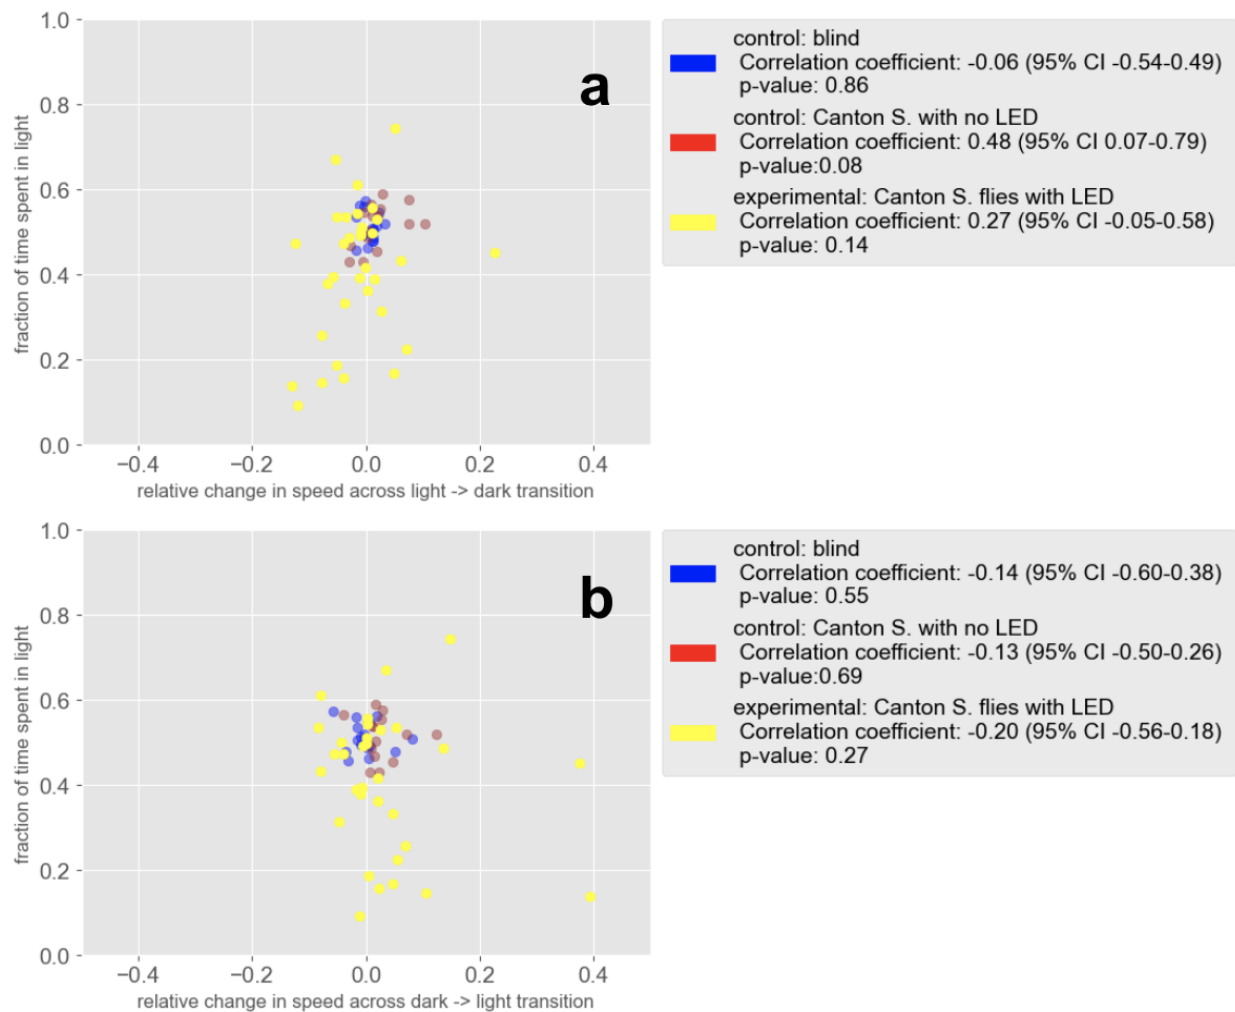 1.0
0.8
0.6
0.4
0.2
0.0
fraction of time spent in light
a
−0.4 −0.2 0.0 0.2 0.4
relative change in speed across light -> dark transition
control: blind
Correlation coefficient: -0.06 (95% CI -0.54-0.49)
p-value: 0.86
control: Canton S. with no LED
Correlation coefficient: 0.48 (95% CI 0.07-0.79)
p-value:0.08
experimental: Canton S. flies with LED
Correlation coefficient: 0.27 (95% CI -0.05-0.58)
p-value: 0.14
1.0
0.8
0.6
0.4
0.2
0.0
fraction of time spent in light
b
−0.4 −0.2 0.0 0.2 0.4
relative change in speed across dark -> light transition
control: blind
Correlation coefficient: -0.14 (95% CI -0.60-0.38)
p-value: 0.55
control: Canton S. with no LED
Correlation coefficient: -0.13 (95% CI -0.50-0.26)
p-value:0.69
experimental: Canton S. flies with LED
Correlation coefficient: -0.20 (95% CI -0.56-0.18)
p-value: 0.27